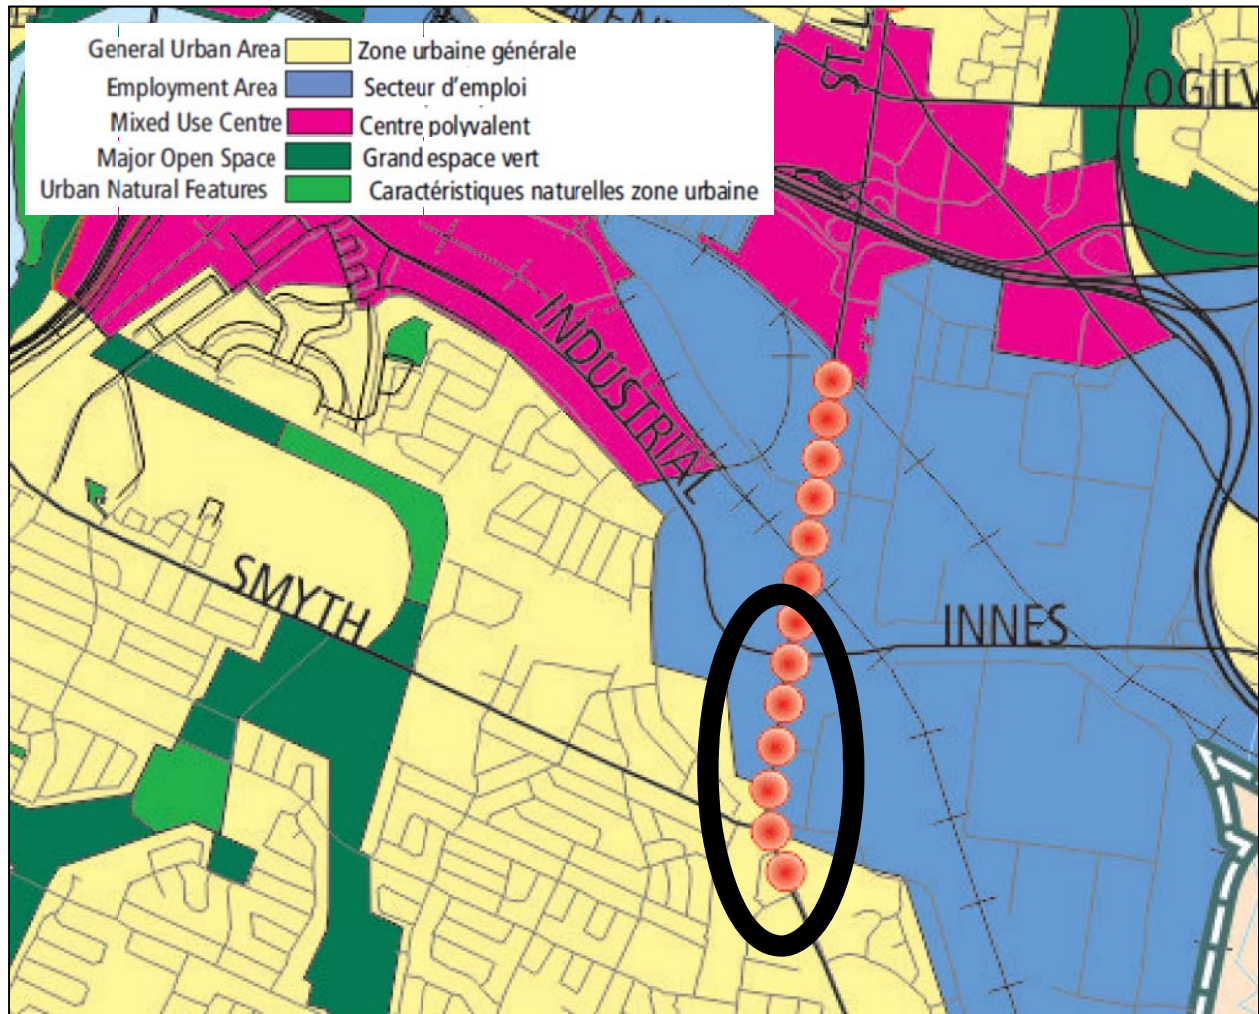 General Urban Area Zone urbaine générale
Employment Area Secteur d'emploi
Mixed Use Centre Centre polyvalent
Major Open Space Grand espace vert
Urban Natural Features Caractéristiques naturelles zone urbaine
ST. L
OGILV
INDUSTRIAL
SMYTH
INNES